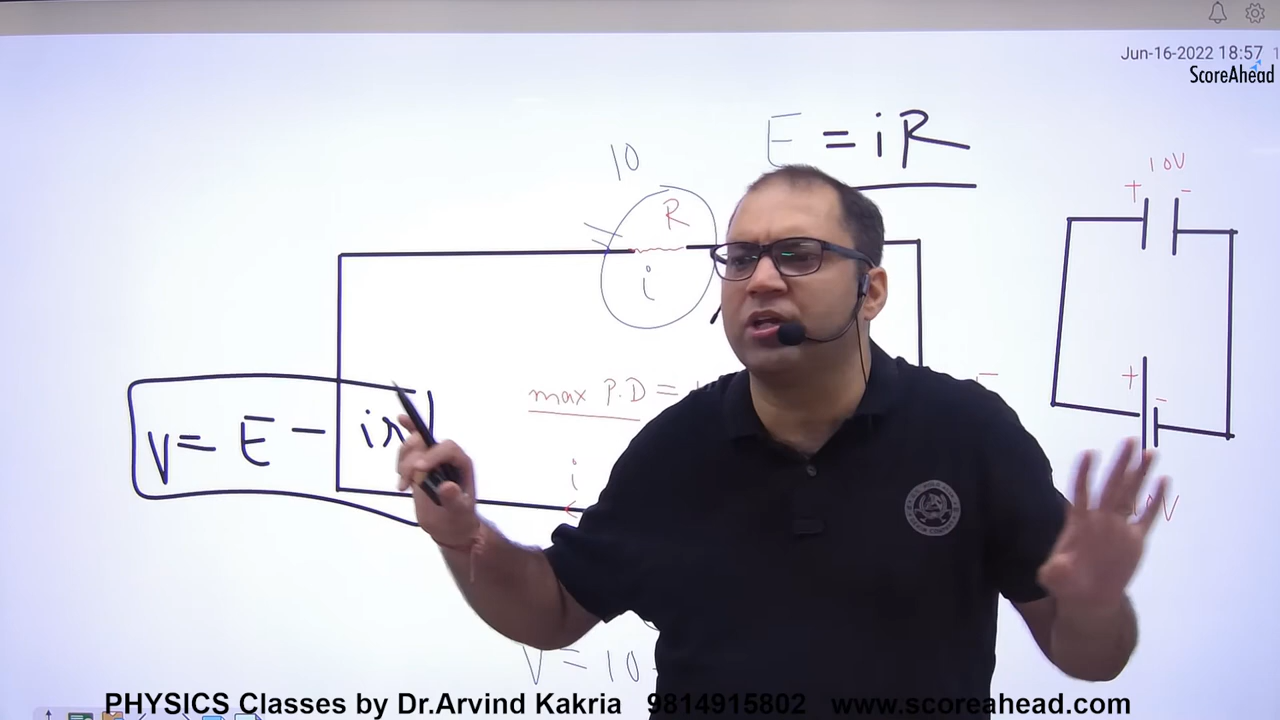 Jun-16-2022 18:57
ScoreAhead
E = iR
10
10V
+ -
R
i
max P.D =
-
+ -
V = E - ir
i
V = 10
PHYSICS Classes by Dr.Arvind Kakria 9814915802 www.scoreahead.com